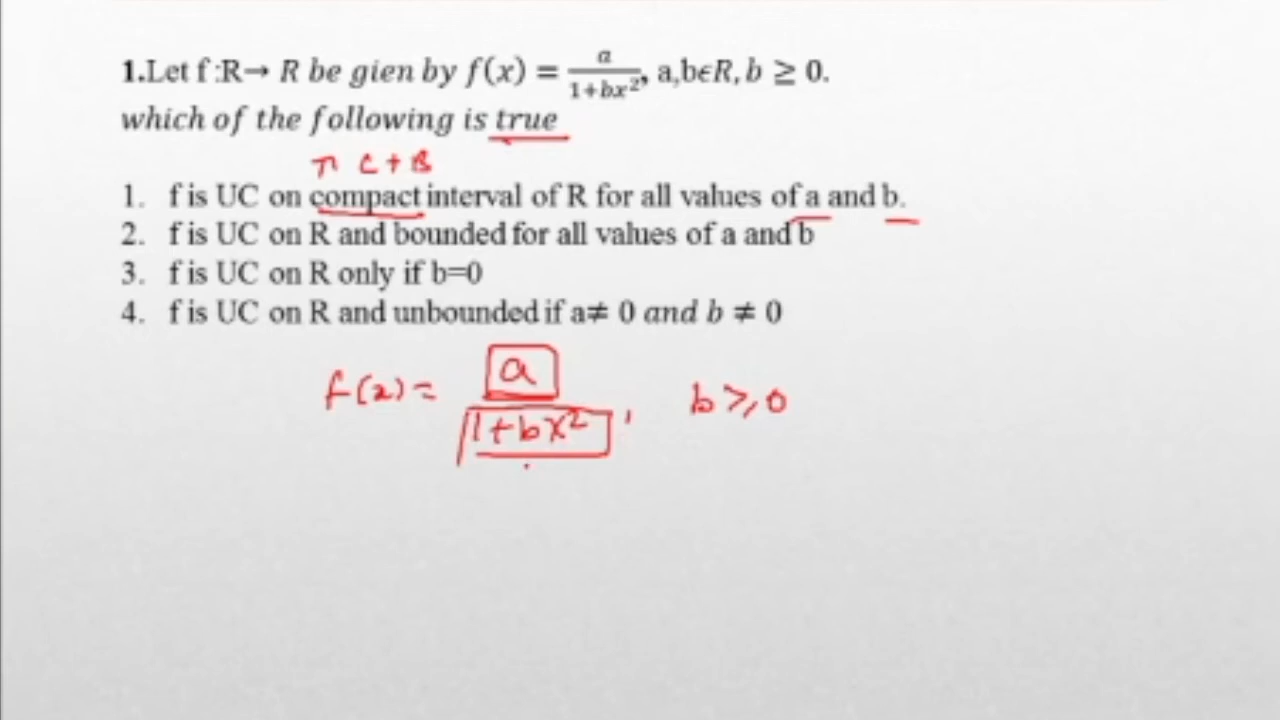 1.Let f:R→ R be gien by f(x) = a/1+bx², a,bϵR, b ≥ 0.
which of the following is true
π C + B
1. f is UC on compact interval of R for all values of a and b.
2. f is UC on R and bounded for all values of a and b
3. f is UC on R only if b=0
4. f is UC on R and unbounded if a≠ 0 and b ≠ 0
f(x) = a/1+bx² , b ≥ 0